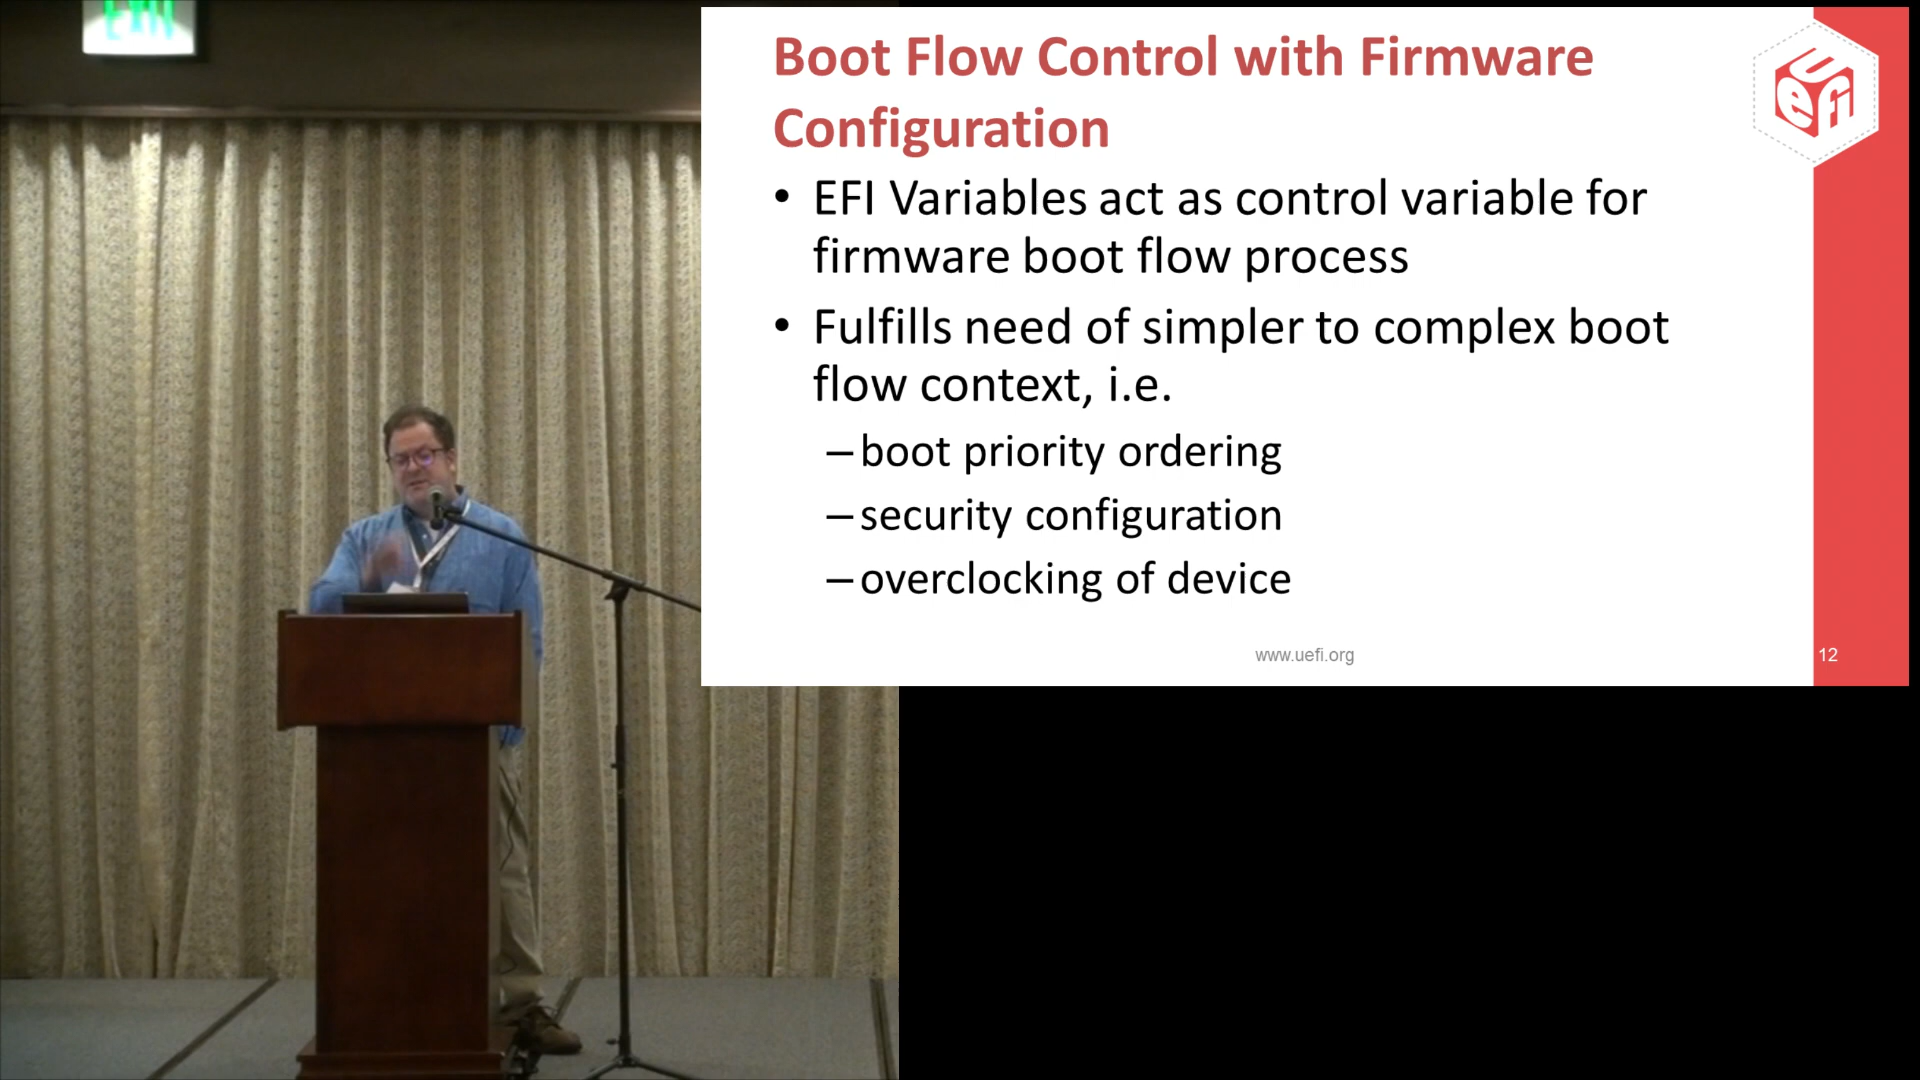 EXIT
Boot Flow Control with Firmware
Configuration
• EFI Variables act as control variable for
firmware boot flow process
• Fulfills need of simpler to complex boot
flow context, i.e.
– boot priority ordering
– security configuration
– overclocking of device
www.uefi.org
12
UEFI